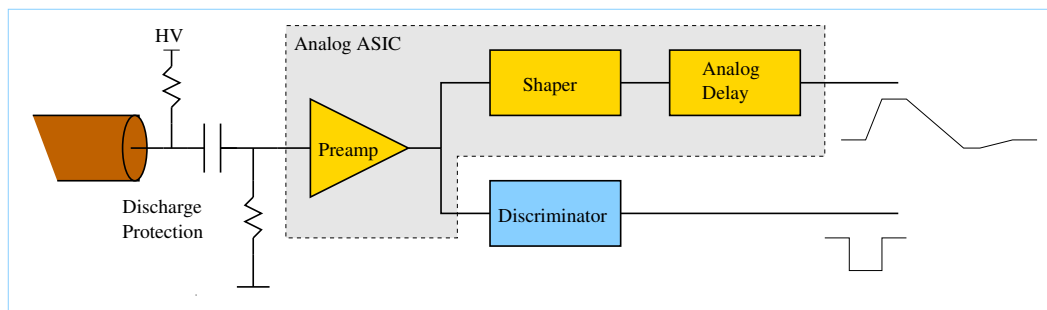 HV
Analog ASIC
Preamp
Shaper
Analog
Delay
Discharge
Protection
Discriminator